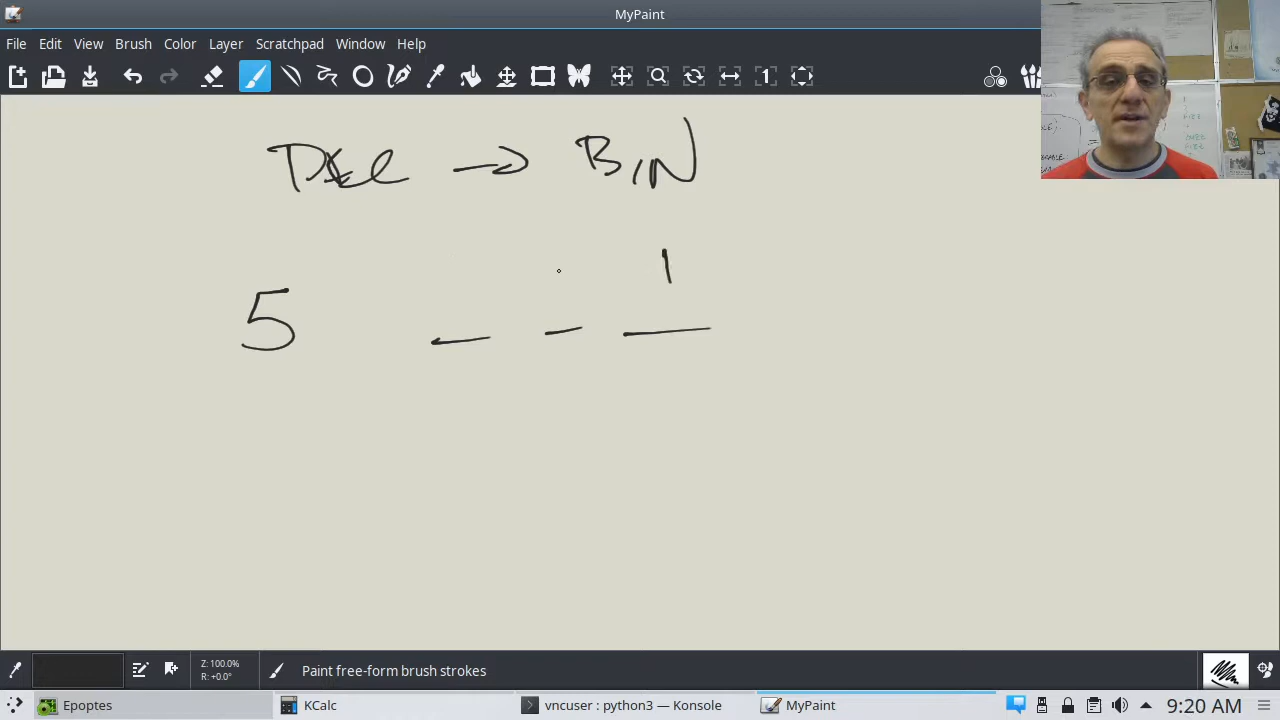 MyPaint
File Edit View Brush Color Layer Scratchpad Window Help
1
DEC → BIN
1
5 _ _ _
Z: 100.0%
R: +0.0°
Paint free-form brush strokes
Epoptes KCalc vncuser : python3 — Konsole MyPaint 9:20 AM